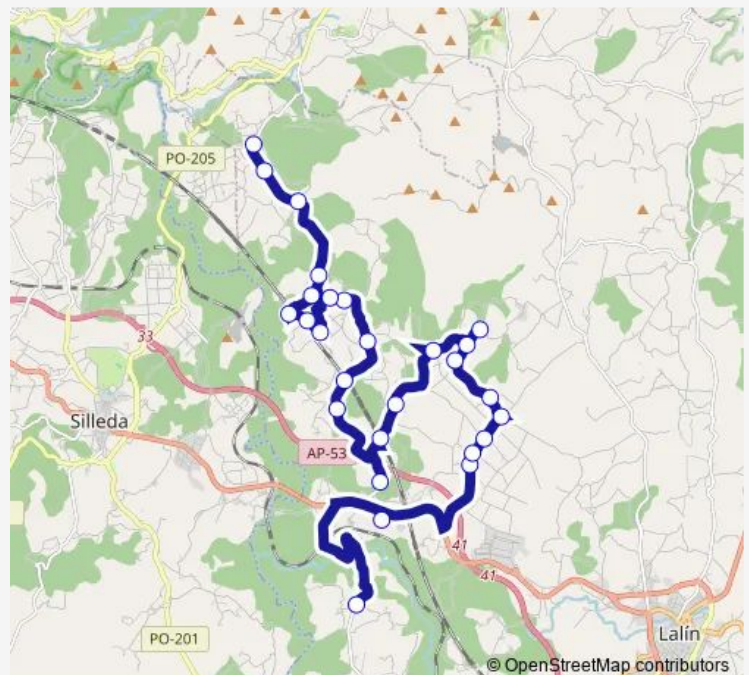 PO-205
33
Silleda
AP-53
41
41
PO-201
Lalín
© OpenStreetMap contributors